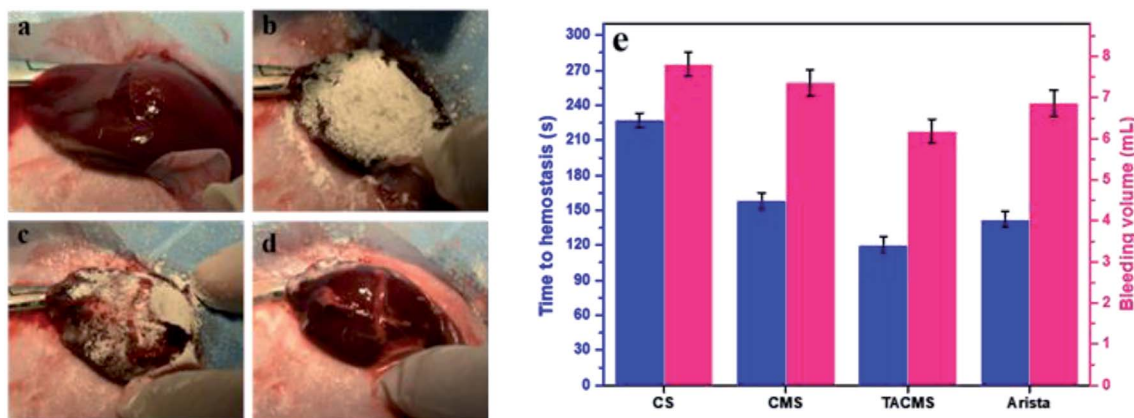 a
b
c
d
e
Time to hemostasis (s)
300
270
240
210
180
150
120
90
60
30
0
CS
CMS
TACMS
Arista
8
7
6
5
4
3
2
1
0
Bleeding volume (mL)